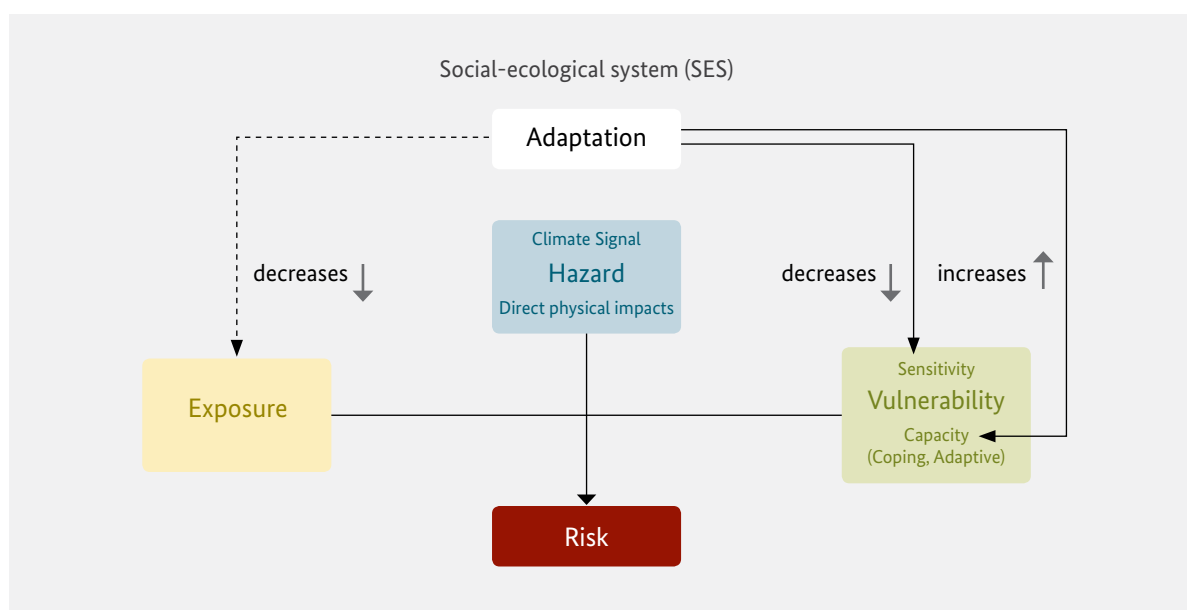 Social-ecological system (SES)
Adaptation
Climate Signal
Hazard
Direct physical impacts
decreases
decreases
increases
Exposure
Sensitivity
Vulnerability
Capacity
(Coping, Adaptive)
Risk